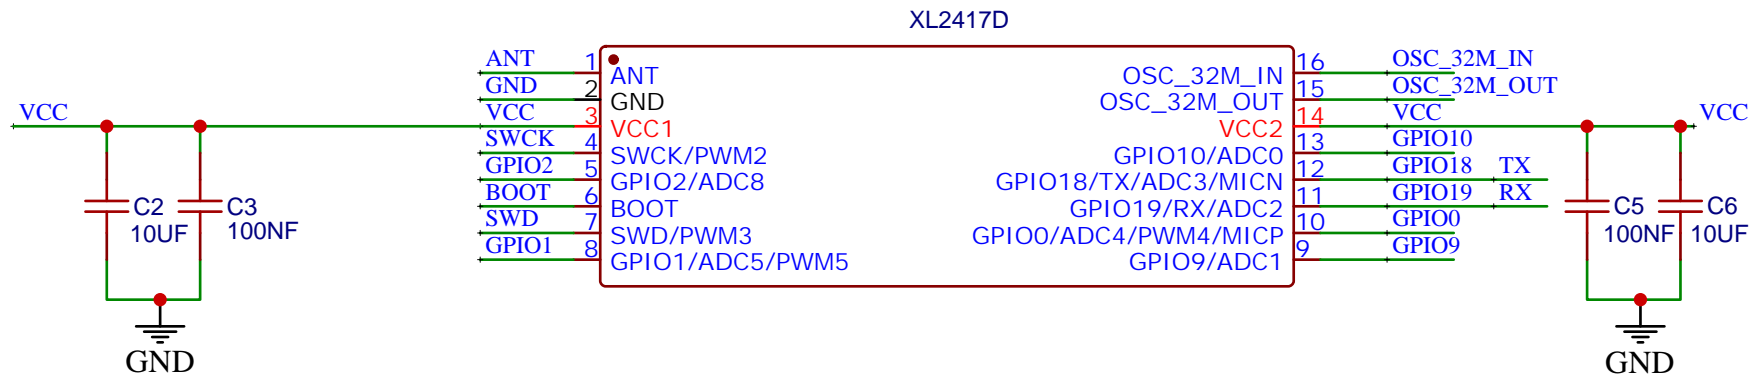 XL2417D
ANT 1 ANT
GND 2 GND
VCC VCC 3 VCC1
SWCK 4 SWCK/PWM2
GPIO2 5 GPIO2/ADC8
BOOT 6 BOOT
SWD 7 SWD/PWM3
GPIO1 8 GPIO1/ADC5/PWM5
OSC_32M_IN 16 OSC_32M_IN
OSC_32M_OUT 15 OSC_32M_OUT
VCC2 14 VCC VCC
GPIO10/ADC0 13 GPIO10
GPIO18/TX/ADC3/MICN 12 GPIO18 TX
GPIO19/RX/ADC2 11 GPIO19 RX
GPIO0/ADC4/PWM4/MICP 10 GPIO0
GPIO9/ADC1 9 GPIO9
C2
10UF
C3
100NF
GND
C5
100NF
C6
10UF
GND